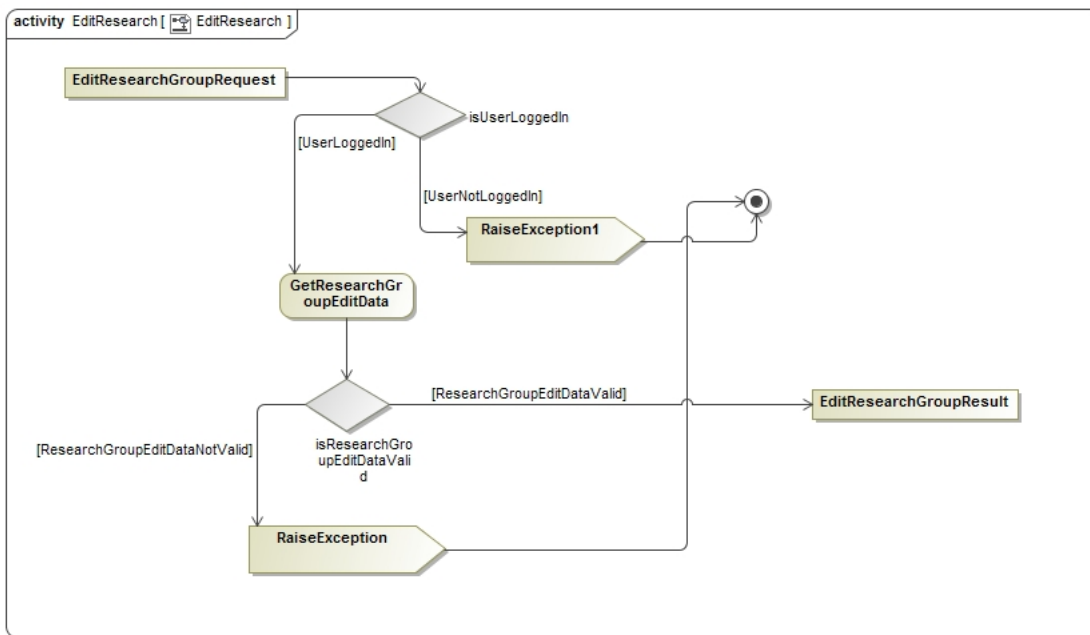 activity EditResearch [ EditResearch ]
EditResearchGroupRequest
isUserLoggedIn
[UserLoggedIn]
[UserNotLoggedIn]
RaiseException1
GetResearchGr
oupEditData
[ResearchGroupEditDataValid]
EditResearchGroupResult
[ResearchGroupEditDataNotValid]
isResearchGro
upEditDataVali
d
RaiseException